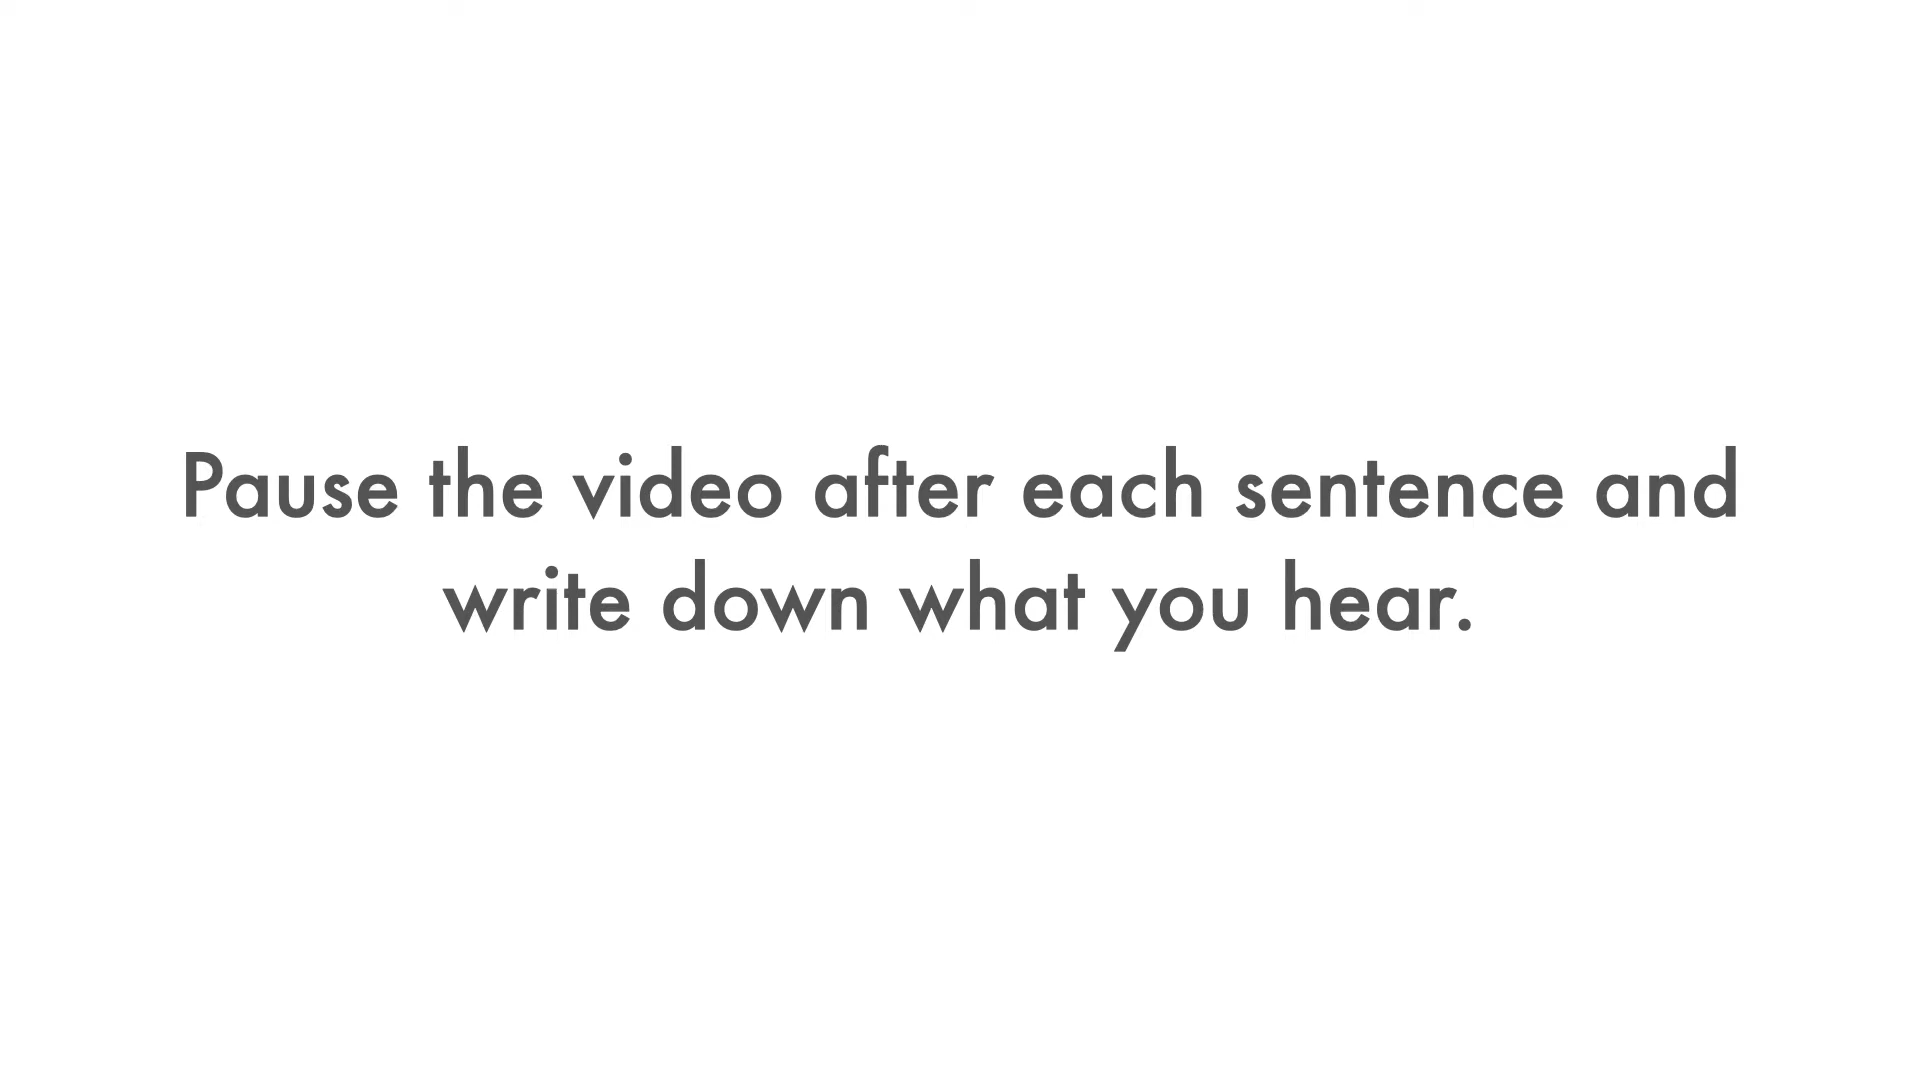 Pause the video after each sentence and
write down what you hear.